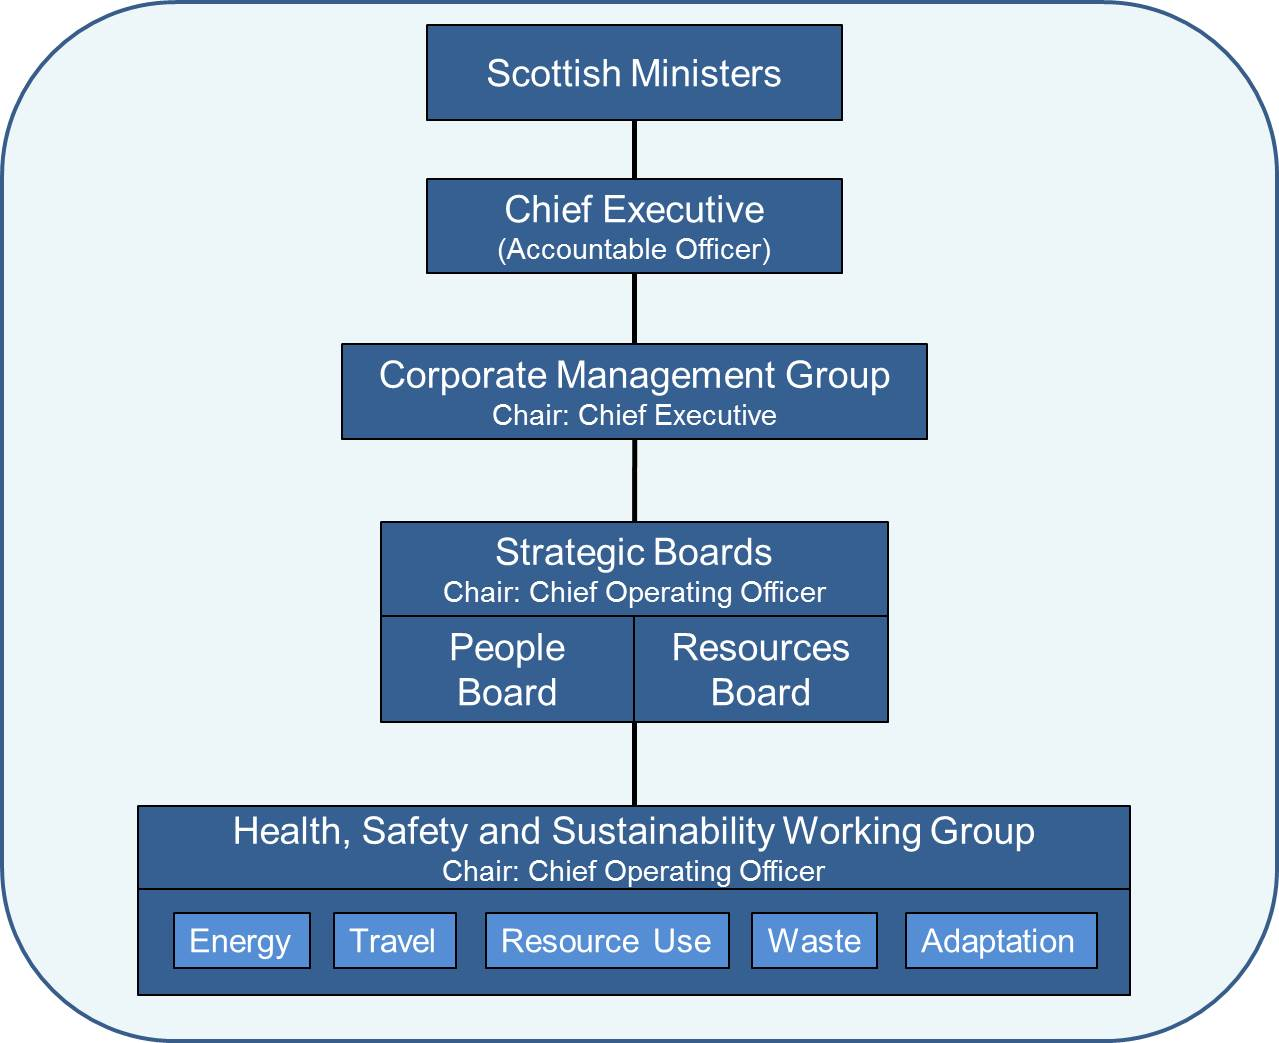 Scottish Ministers
Chief Executive
(Accountable Officer)
Corporate Management Group
Chair: Chief Executive
Strategic Boards
Chair: Chief Operating Officer
People
Board
Resources
Board
Health, Safety and Sustainability Working Group
Chair: Chief Operating Officer
Energy
Travel
Resource Use
Waste
Adaptation